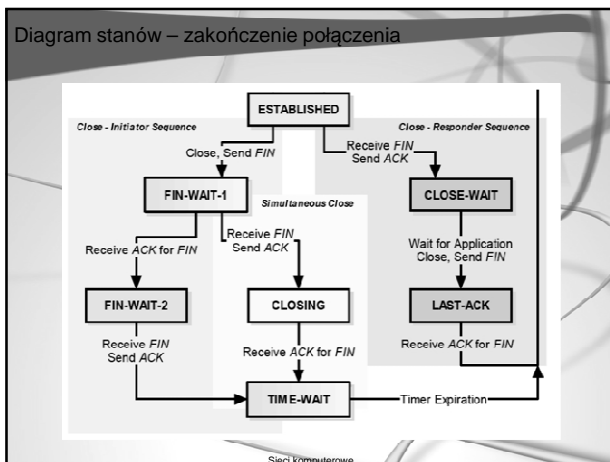 Diagram stanów – zakończenie połączenia
ESTABLISHED
Close - Initiator Sequence
Close - Responder Sequence
Close, Send FIN
Receive FIN
Send ACK
FIN-WAIT-1
CLOSE-WAIT
Simultaneous Close
Receive FIN
Send ACK
Receive ACK for FIN
Wait for Application
Close, Send FIN
FIN-WAIT-2
CLOSING
LAST-ACK
Receive FIN
Send ACK
Receive ACK for FIN
Receive ACK for FIN
TIME-WAIT
Timer Expiration
Sieci komputerowe